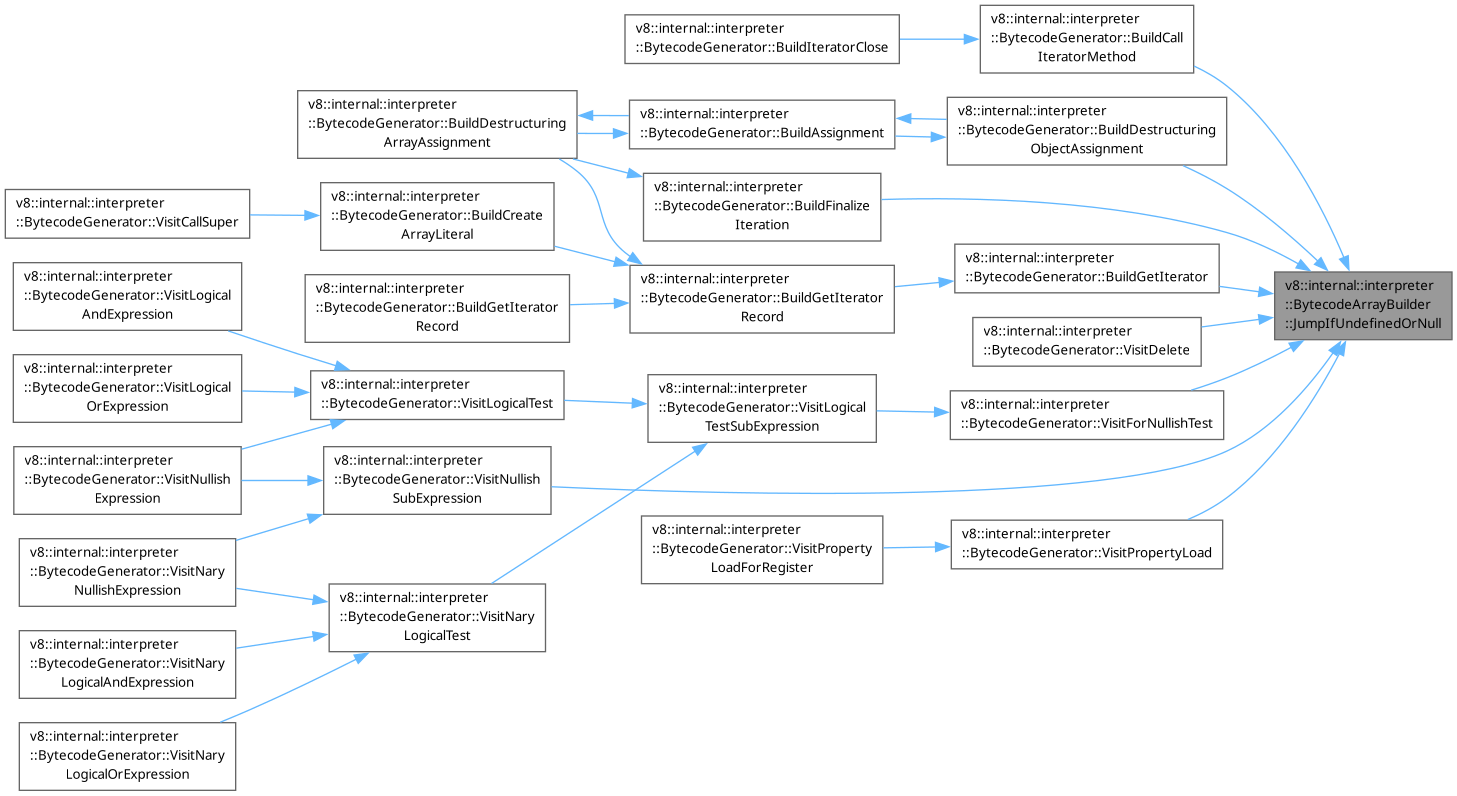 v8::internal::interpreter
::BytecodeGenerator::BuildIteratorClose
v8::internal::interpreter
::BytecodeGenerator::BuildCall
IteratorMethod
v8::internal::interpreter
::BytecodeGenerator::BuildDestructuring
ArrayAssignment
v8::internal::interpreter
::BytecodeGenerator::BuildAssignment
v8::internal::interpreter
::BytecodeGenerator::BuildDestructuring
ObjectAssignment
v8::internal::interpreter
::BytecodeGenerator::VisitCallSuper
v8::internal::interpreter
::BytecodeGenerator::BuildCreate
ArrayLiteral
v8::internal::interpreter
::BytecodeGenerator::BuildFinalize
Iteration
v8::internal::interpreter
::BytecodeGenerator::VisitLogical
AndExpression
v8::internal::interpreter
::BytecodeGenerator::BuildGetIterator
Record
v8::internal::interpreter
::BytecodeGenerator::BuildGetIterator
Record
v8::internal::interpreter
::BytecodeGenerator::BuildGetIterator
v8::internal::interpreter
::BytecodeArrayBuilder
::JumpIfUndefinedOrNull
v8::internal::interpreter
::BytecodeGenerator::VisitDelete
v8::internal::interpreter
::BytecodeGenerator::VisitLogical
OrExpression
v8::internal::interpreter
::BytecodeGenerator::VisitLogicalTest
v8::internal::interpreter
::BytecodeGenerator::VisitLogical
TestSubExpression
v8::internal::interpreter
::BytecodeGenerator::VisitForNullishTest
v8::internal::interpreter
::BytecodeGenerator::VisitNullish
Expression
v8::internal::interpreter
::BytecodeGenerator::VisitNullish
SubExpression
v8::internal::interpreter
::BytecodeGenerator::VisitProperty
LoadForRegister
v8::internal::interpreter
::BytecodeGenerator::VisitPropertyLoad
v8::internal::interpreter
::BytecodeGenerator::VisitNary
NullishExpression
v8::internal::interpreter
::BytecodeGenerator::VisitNary
LogicalTest
v8::internal::interpreter
::BytecodeGenerator::VisitNary
LogicalAndExpression
v8::internal::interpreter
::BytecodeGenerator::VisitNary
LogicalOrExpression